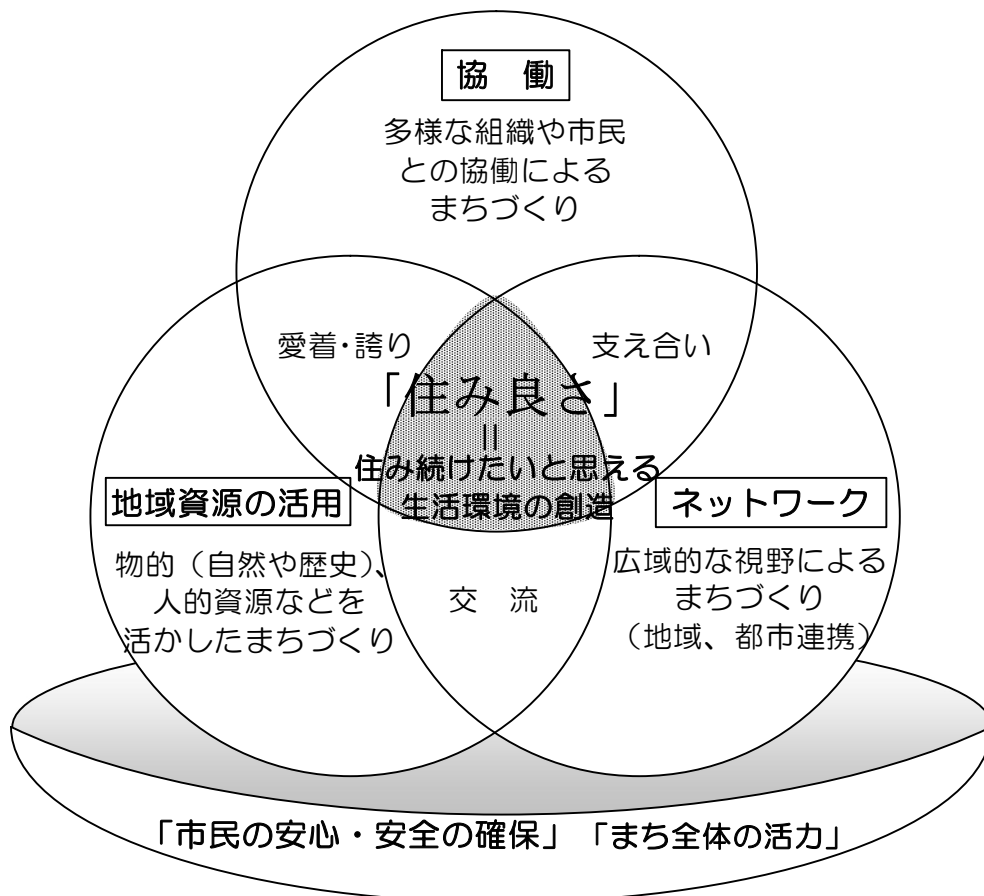 協　働
多様な組織や市民
との協働による
まちづくり
愛着・誇り
支え合い
「住み良さ」
＝
住み続けたいと思える
生活環境の創造
地域資源の活用
物的（自然や歴史）、
人的資源などを
活かしたまちづくり
交　流
ネットワーク
広域的な視野による
まちづくり
（地域、都市連携）
「市民の安心・安全の確保」「まち全体の活力」